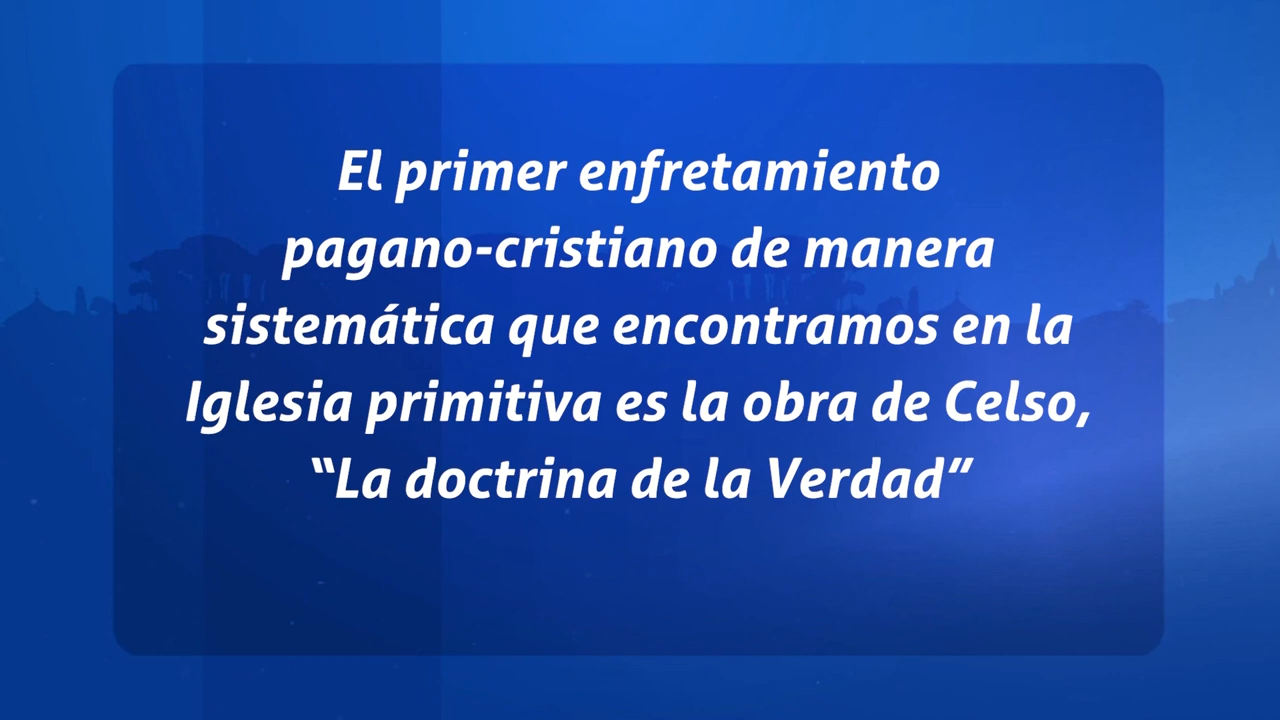 El primer enfretamiento
pagano-cristiano de manera
sistemática que encontramos en la
Iglesia primitiva es la obra de Celso,
“La doctrina de la Verdad”